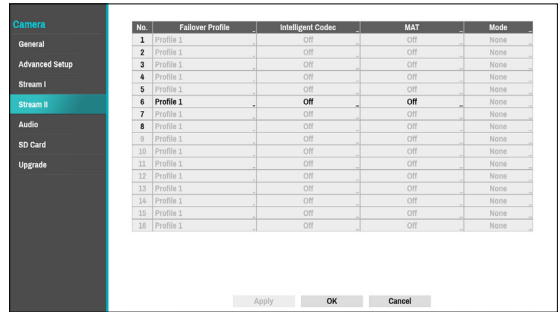 Camera
General
Advanced Setup
Stream I
Stream II
Audio
SD Card
Upgrade
No. Failover Profile Intelligent Codec MAT Mode
1 Profile 1 Off Off None
2 Profile 1 Off Off None
3 Profile 1 Off Off None
4 Profile 1 Off Off None
5 Profile 1 Off Off None
6 Profile 1 Off Off None
7 Profile 1 Off Off None
8 Profile 1 Off Off None
9 Profile 1 Off Off None
10 Profile 1 Off Off None
11 Profile 1 Off Off None
12 Profile 1 Off Off None
13 Profile 1 Off Off None
14 Profile 1 Off Off None
15 Profile 1 Off Off None
16 Profile 1 Off Off None
Apply OK Cancel